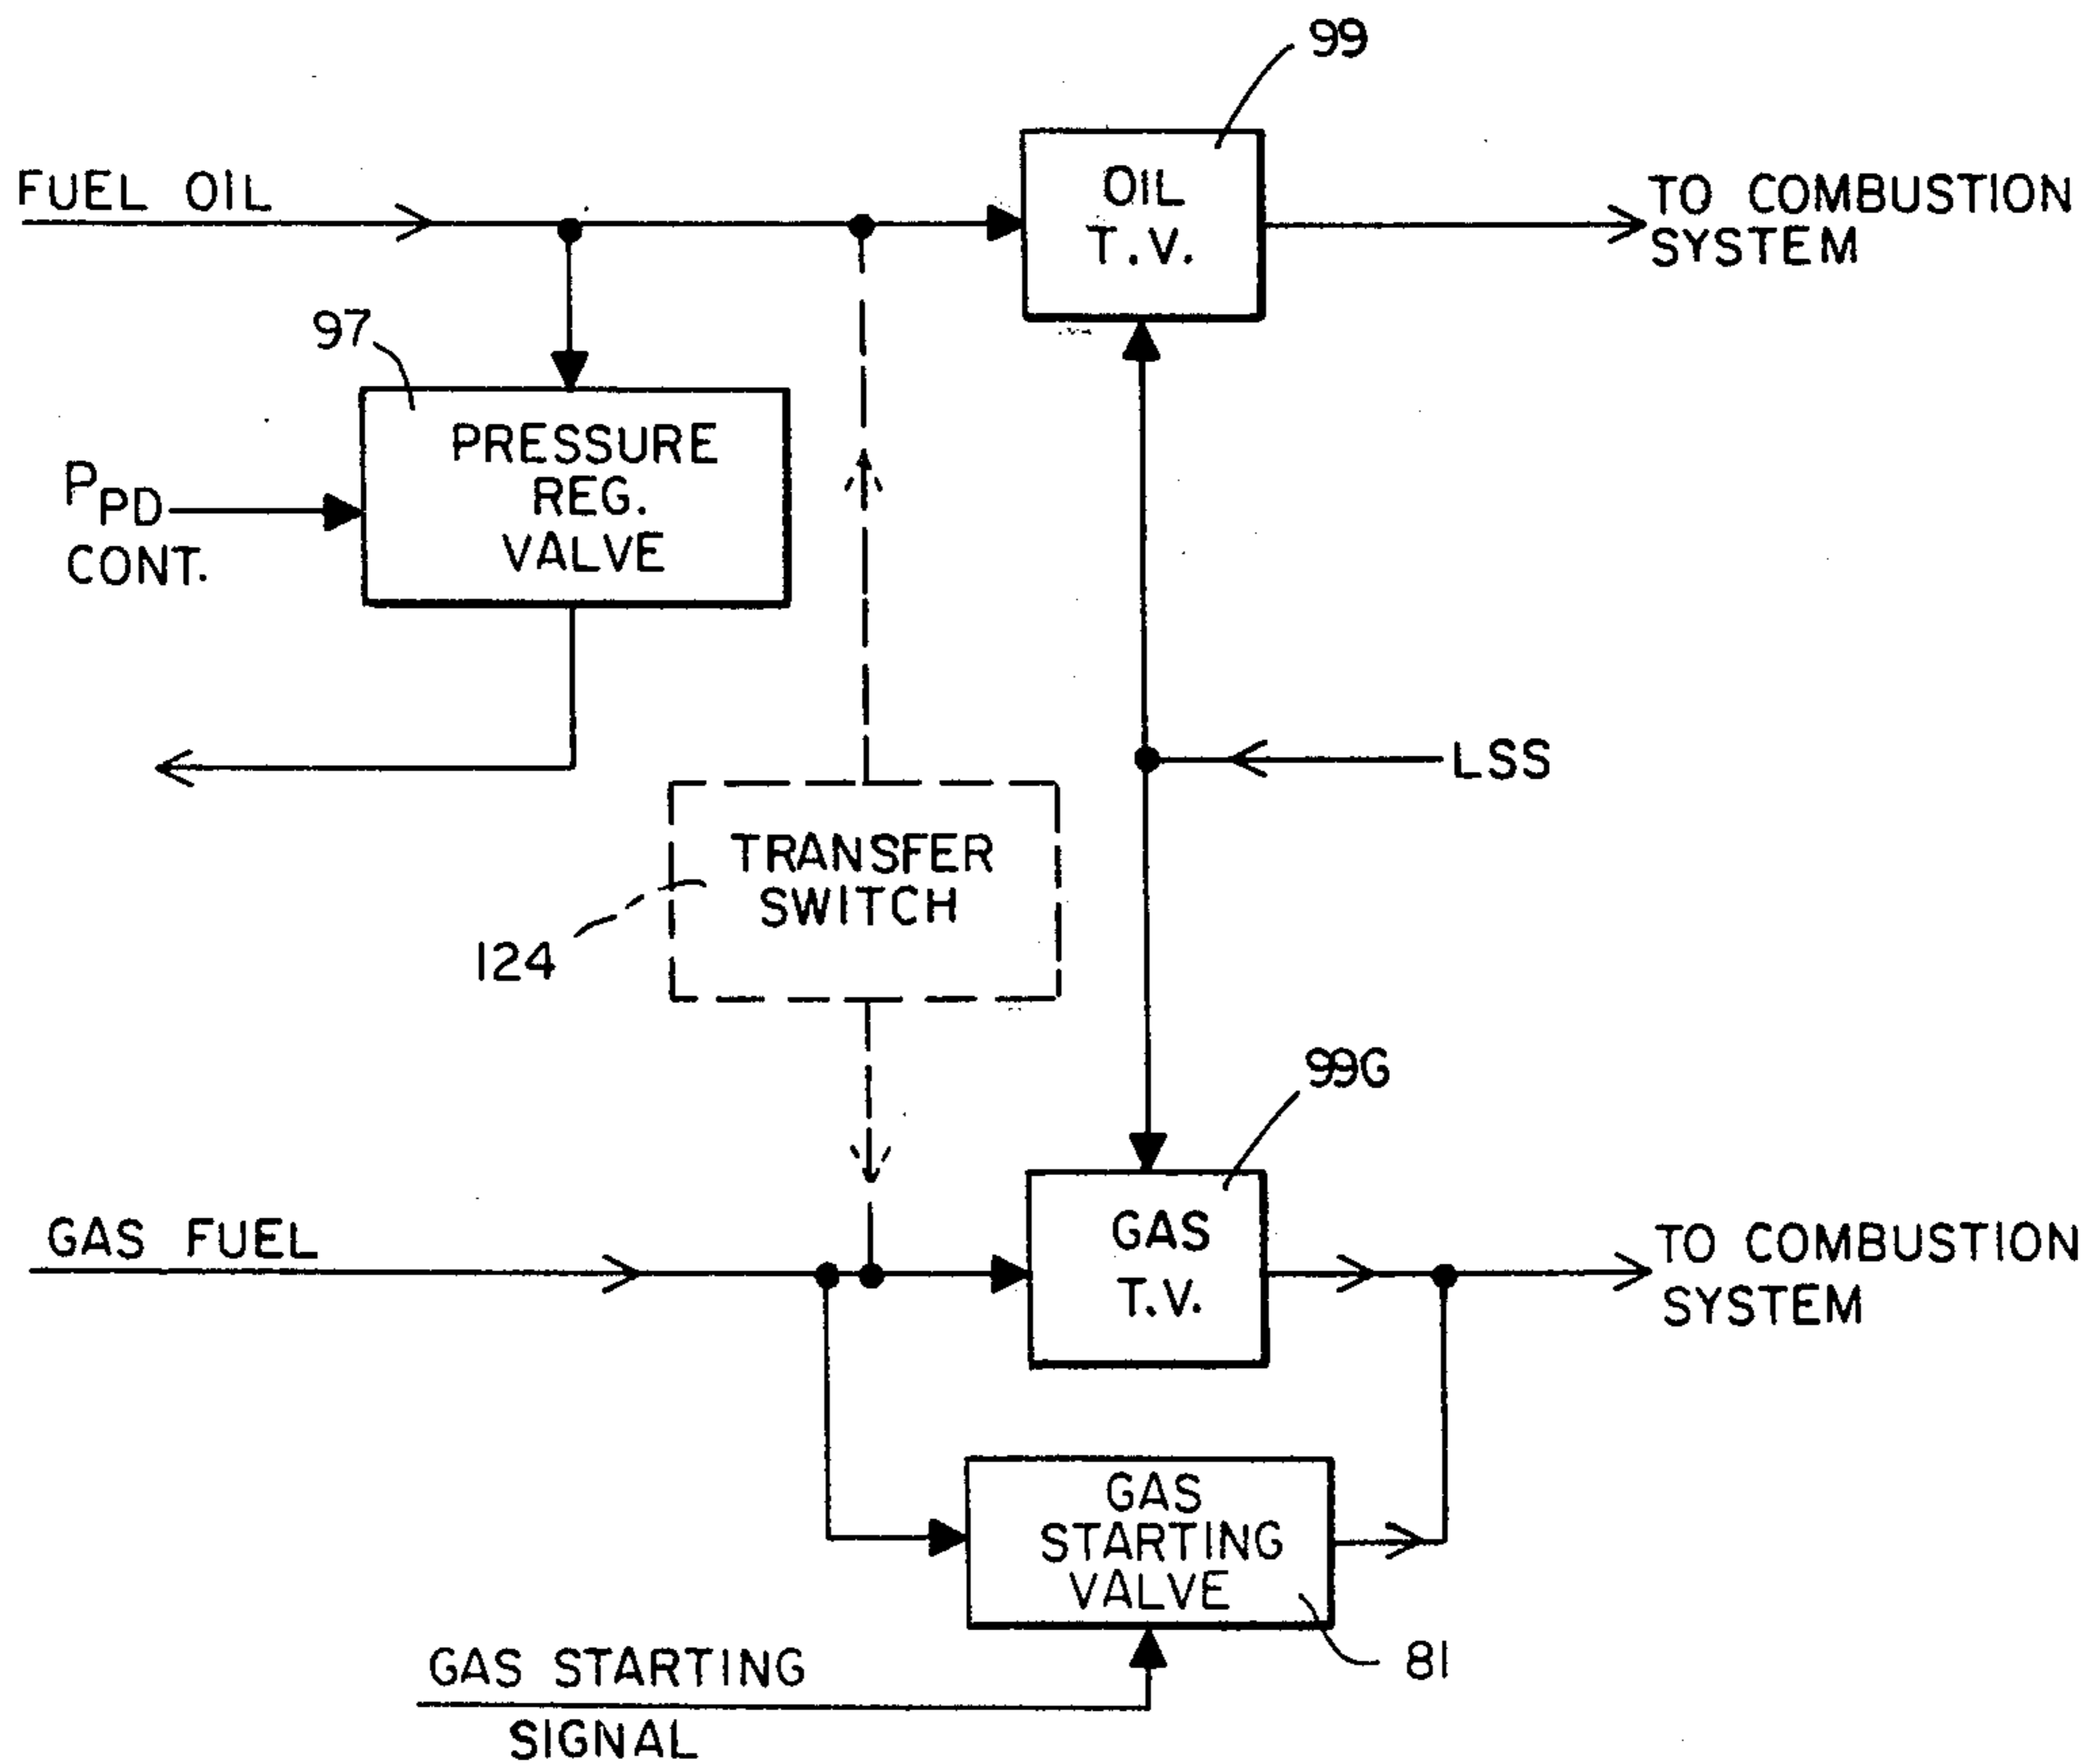 99
FUEL OIL
OIL
T.V.
TO COMBUSTION
SYSTEM
97
PRESSURE
REG.
VALVE
PPD
CONT.
LSS
TRANSFER
SWITCH
124
99G
GAS FUEL
GAS
T.V.
TO COMBUSTION
SYSTEM
GAS
STARTING
VALVE
81
GAS STARTING
SIGNAL